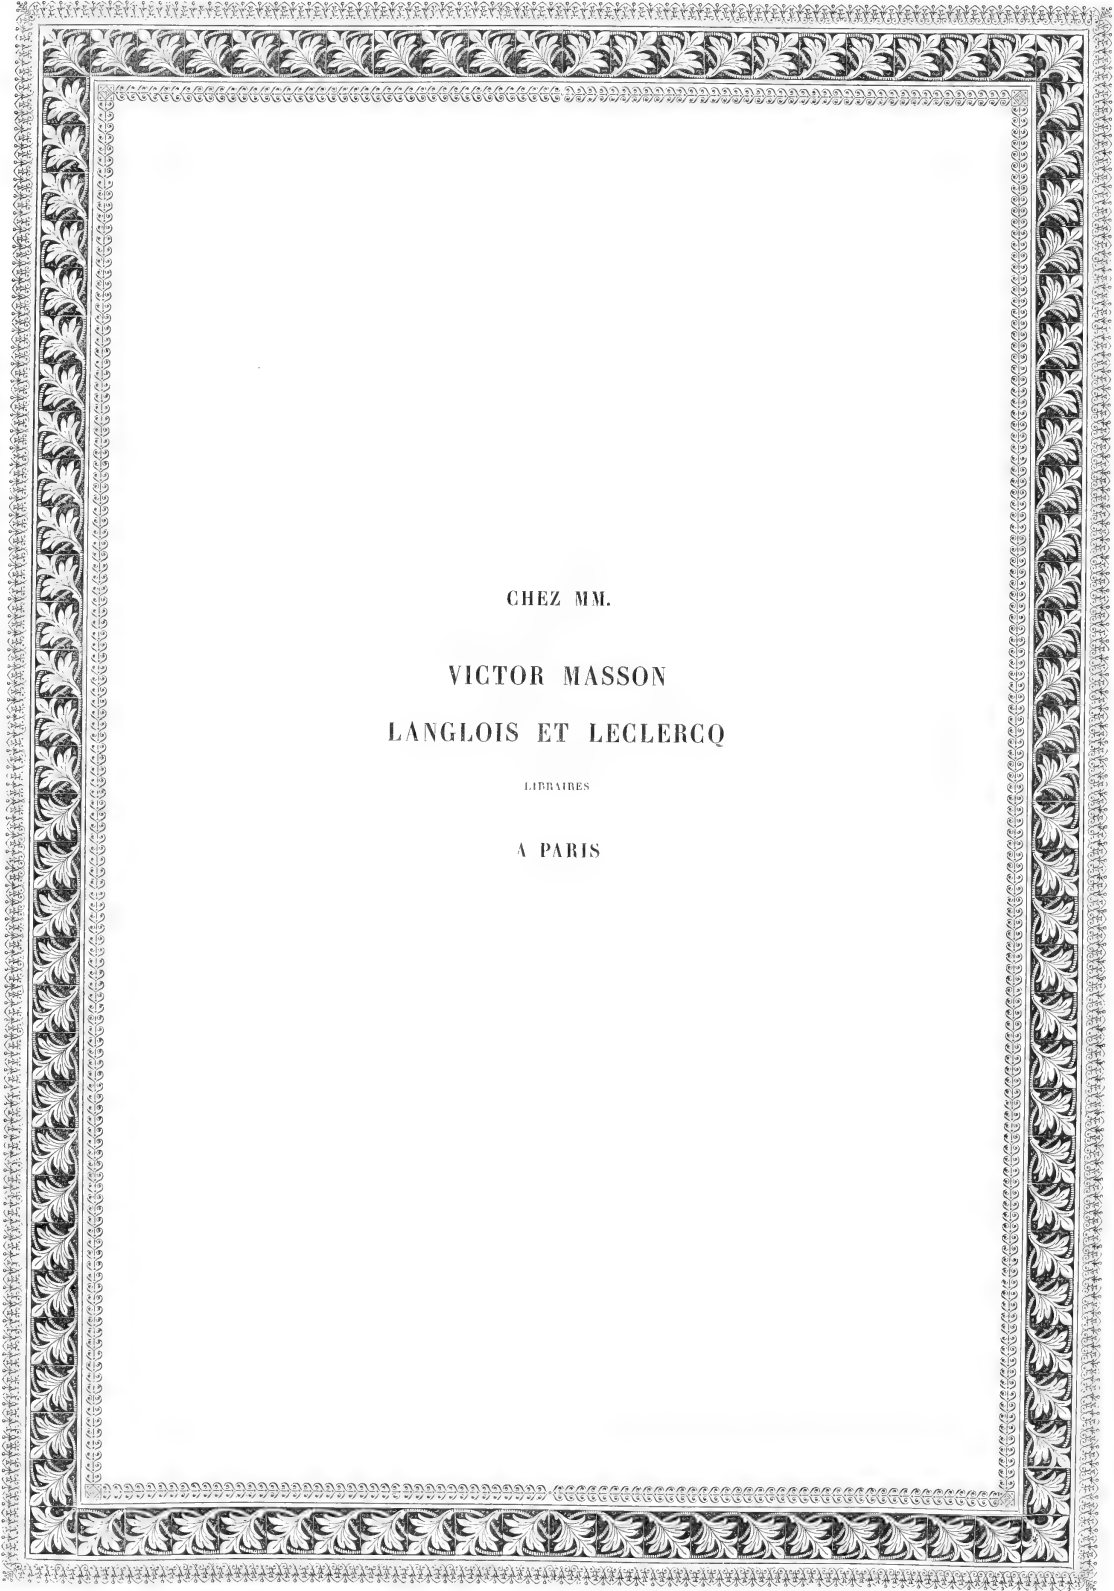 CHEZ MM.
VICTOR MASSON
LANGLOIS ET LECLERCQ
LIBRAIRES
A PARIS